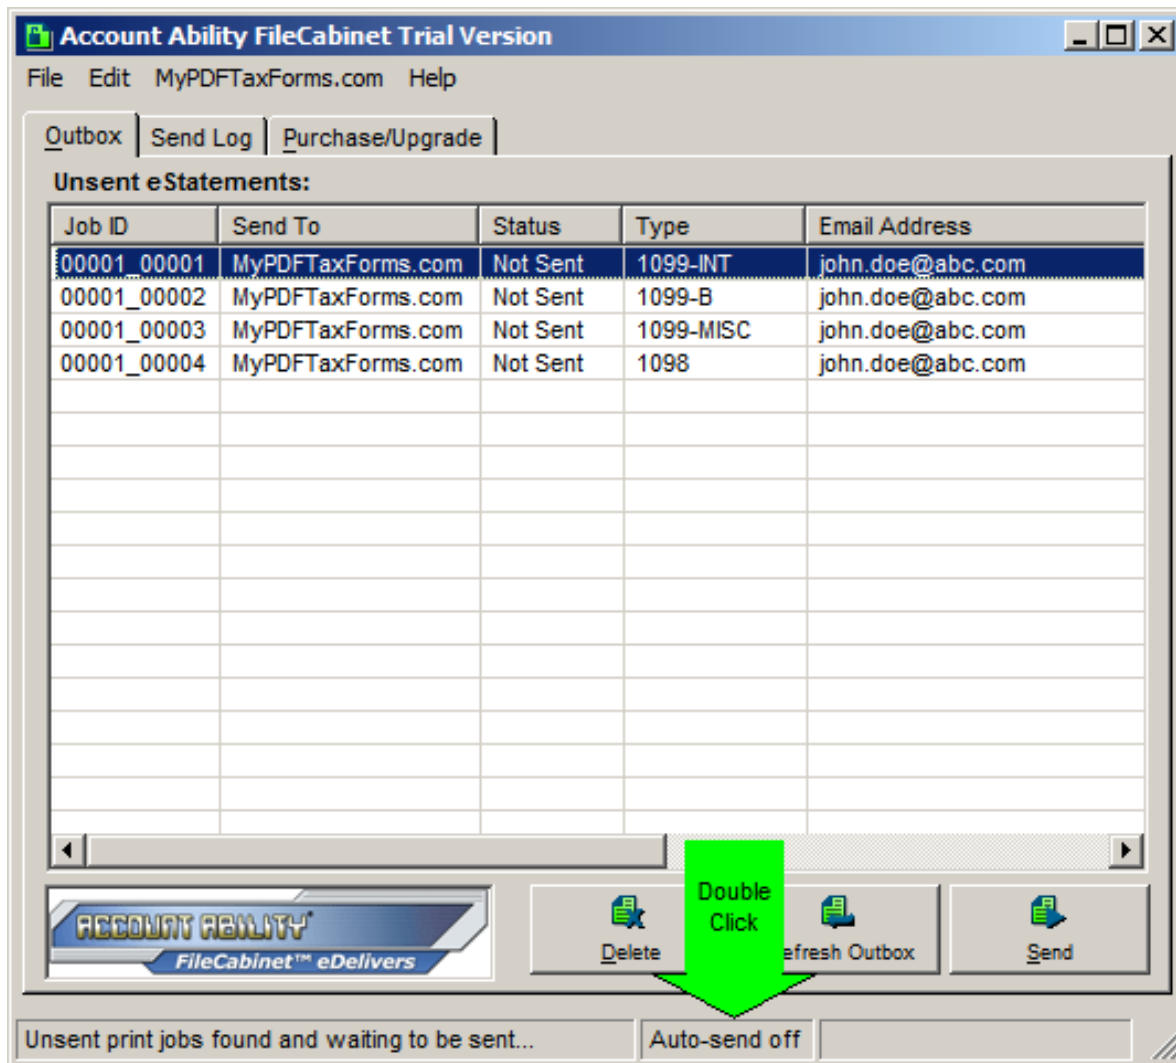 Account Ability FileCabinet Trial Version
File Edit MyPDFTaxForms.com Help
Outbox Send Log Purchase/Upgrade
Unsent eStatements:
Job ID Send To Status Type Email Address
00001_00001 MyPDFTaxForms.com Not Sent 1099-INT john.doe@abc.com
00001_00002 MyPDFTaxForms.com Not Sent 1099-B john.doe@abc.com
00001_00003 MyPDFTaxForms.com Not Sent 1099-MISC john.doe@abc.com
00001_00004 MyPDFTaxForms.com Not Sent 1098 john.doe@abc.com
Double
Click
ACCOUNT ABILITY
FileCabinet™ eDelivers
Delete efresh Outbox Send
Unsent print jobs found and waiting to be sent... Auto-send off